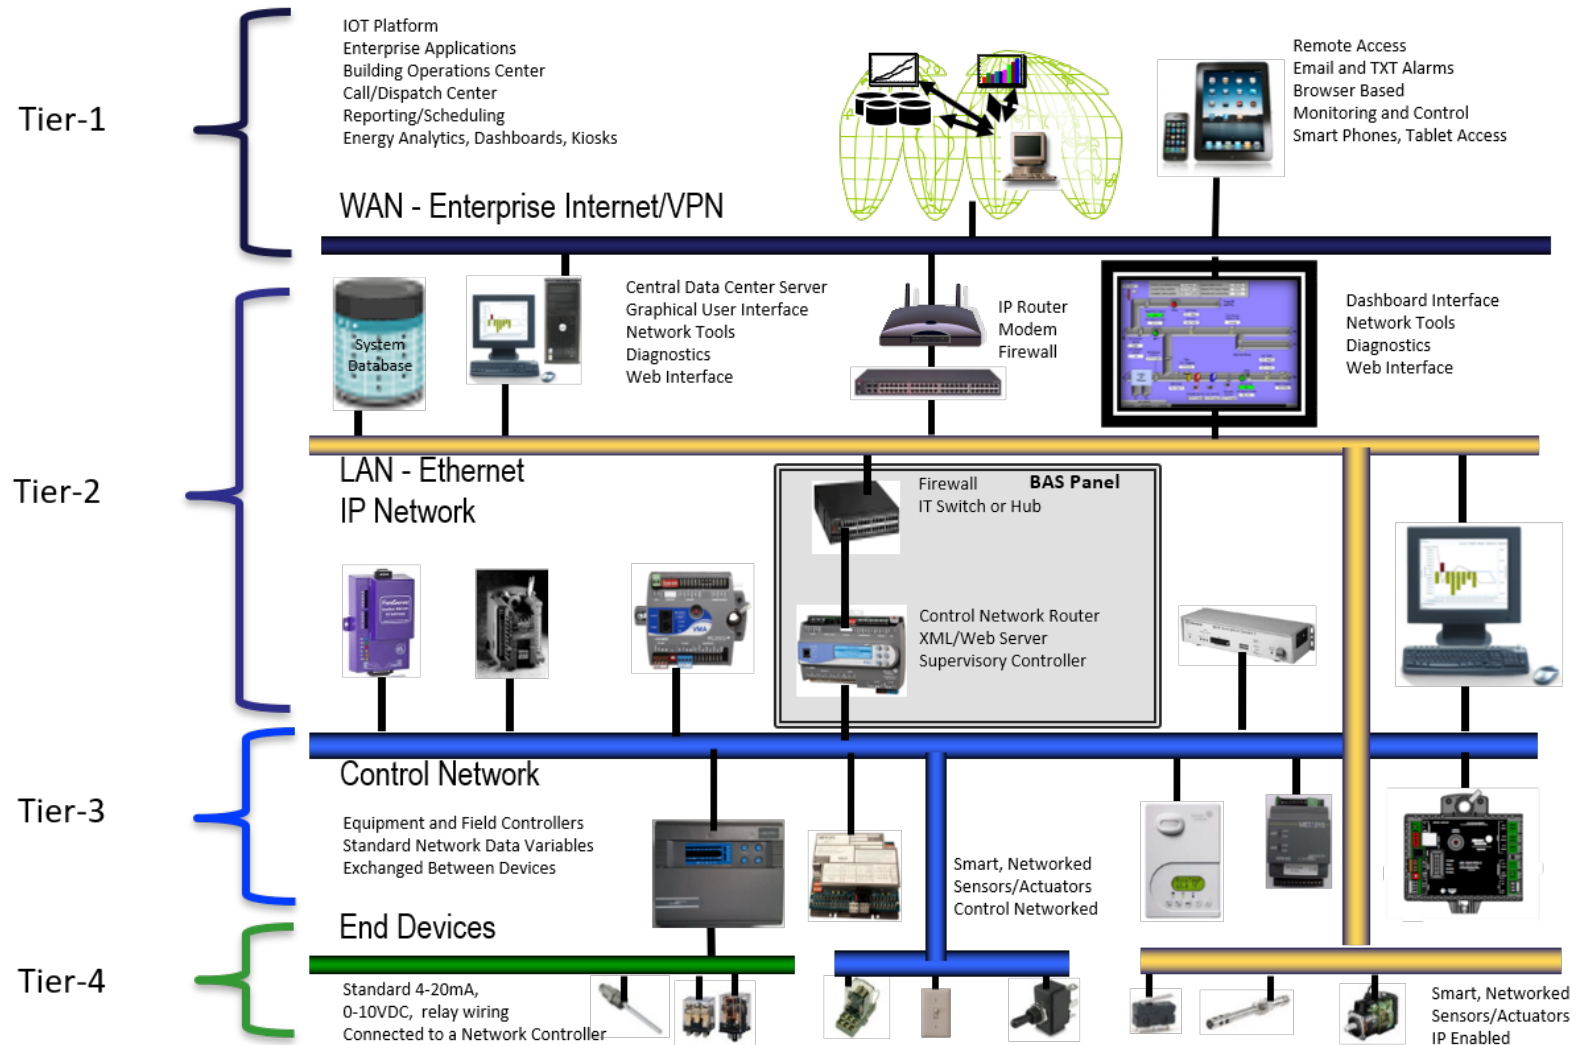 Tier-1
IOT Platform
Enterprise Applications
Building Operations Center
Call/Dispatch Center
Reporting/Scheduling
Energy Analytics, Dashboards, Kiosks
Remote Access
Email and TXT Alarms
Browser Based
Monitoring and Control
Smart Phones, Tablet Access
WAN - Enterprise Internet/VPN
Tier-2
System
Database
Central Data Center Server
Graphical User Interface
Network Tools
Diagnostics
Web Interface
IP Router
Modem
Firewall
Dashboard Interface
Network Tools
Diagnostics
Web Interface
LAN - Ethernet
IP Network
BAS Panel
Firewall
IT Switch or Hub
VMA
Control Network Router
XML/Web Server
Supervisory Controller
Tier-3
Control Network
Equipment and Field Controllers
Standard Network Data Variables
Exchanged Between Devices
Smart, Networked
Sensors/Actuators
Control Networked
Tier-4
End Devices
Standard 4-20mA,
0-10VDC, relay wiring
Connected to a Network Controller
Smart, Networked
Sensors/Actuators
IP Enabled